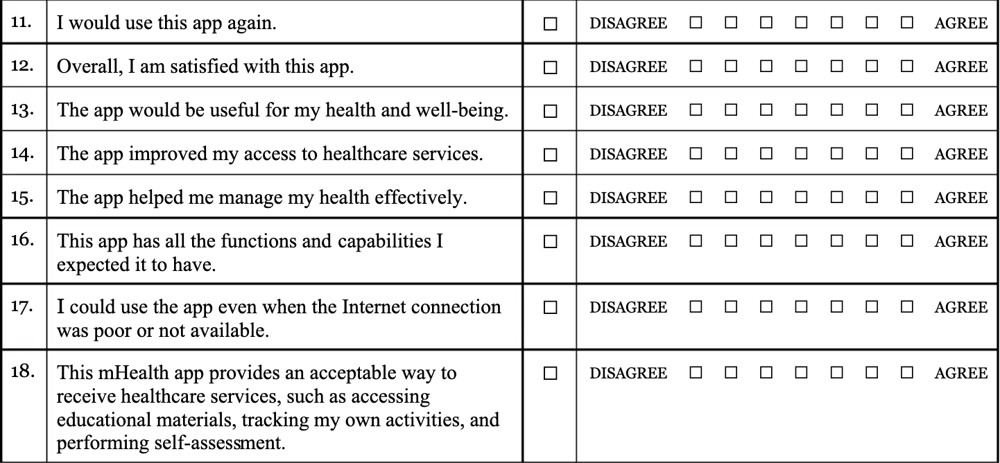 11. I would use this app again. ☐ DISAGREE ☐ ☐ ☐ ☐ ☐ ☐ ☐ AGREE
12. Overall, I am satisfied with this app. ☐ DISAGREE ☐ ☐ ☐ ☐ ☐ ☐ ☐ AGREE
13. The app would be useful for my health and well-being. ☐ DISAGREE ☐ ☐ ☐ ☐ ☐ ☐ ☐ AGREE
14. The app improved my access to healthcare services. ☐ DISAGREE ☐ ☐ ☐ ☐ ☐ ☐ ☐ AGREE
15. The app helped me manage my health effectively. ☐ DISAGREE ☐ ☐ ☐ ☐ ☐ ☐ ☐ AGREE
16. This app has all the functions and capabilities I ☐ DISAGREE ☐ ☐ ☐ ☐ ☐ ☐ ☐ AGREE
expected it to have.
17. I could use the app even when the Internet connection ☐ DISAGREE ☐ ☐ ☐ ☐ ☐ ☐ ☐ AGREE
was poor or not available.
18. This mHealth app provides an acceptable way to ☐ DISAGREE ☐ ☐ ☐ ☐ ☐ ☐ ☐ AGREE
receive healthcare services, such as accessing
educational materials, tracking my own activities, and
performing self-assessment.